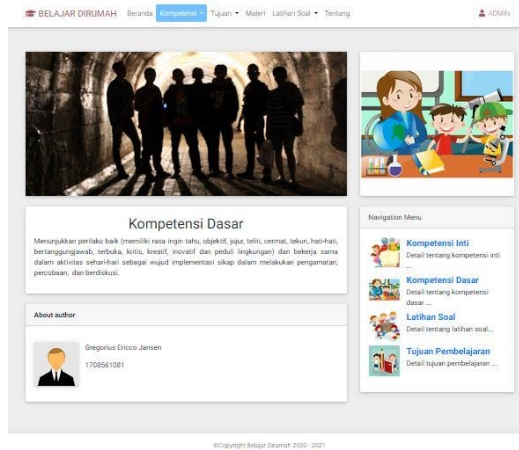 BELAJAR DIRUMAH Beranda Kompetensi Tujuan Materi Latihan Soal Tentang ADMIN
Kompetensi Dasar
Menunjukkan perilaku baik (memiliki rasa ingin tahu, objektif, jujur, teliti, cermat, tekun, hati-hati,
bertanggungjawab, terbuka, kritis, kreatif, inovatif dan peduli lingkungan) dan bekerja sama
dalam aktivitas sehari-hari sebagai wujud implementasi sikap dalam melakukan pengamatan,
percobaan, dan berdiskusi.
About author
Gregorius Ericco Jansen
1708561081
Navigation Menu
Kompetensi Inti
Detail tentang kompetensi inti
...
Kompetensi Dasar
Detail tentang kompetensi
dasar ...
Latihan Soal
Detail tentang latihan soal...
Tujuan Pembelajaran
Detail tujuan pembelajaran ...
©Copyright Belajar Dirumah 2020 - 2021